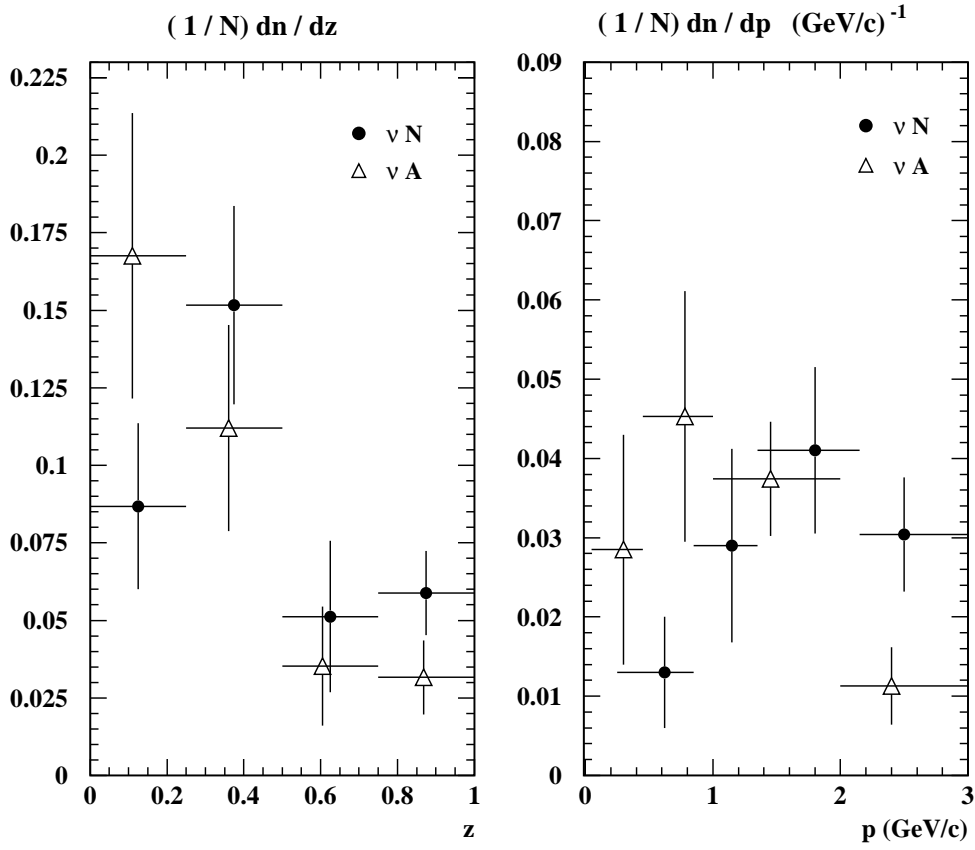 ( 1 / N) dn / dz
0.225
0.2
0.175
0.15
0.125
0.1
0.075
0.05
0.025
0
0 0.2 0.4 0.6 0.8 1
z
ν N
ν A
( 1 / N) dn / dp (GeV/c) -1
0.09
0.08
0.07
0.06
0.05
0.04
0.03
0.02
0.01
0
0 1 2 3
p (GeV/c)
ν N
ν A